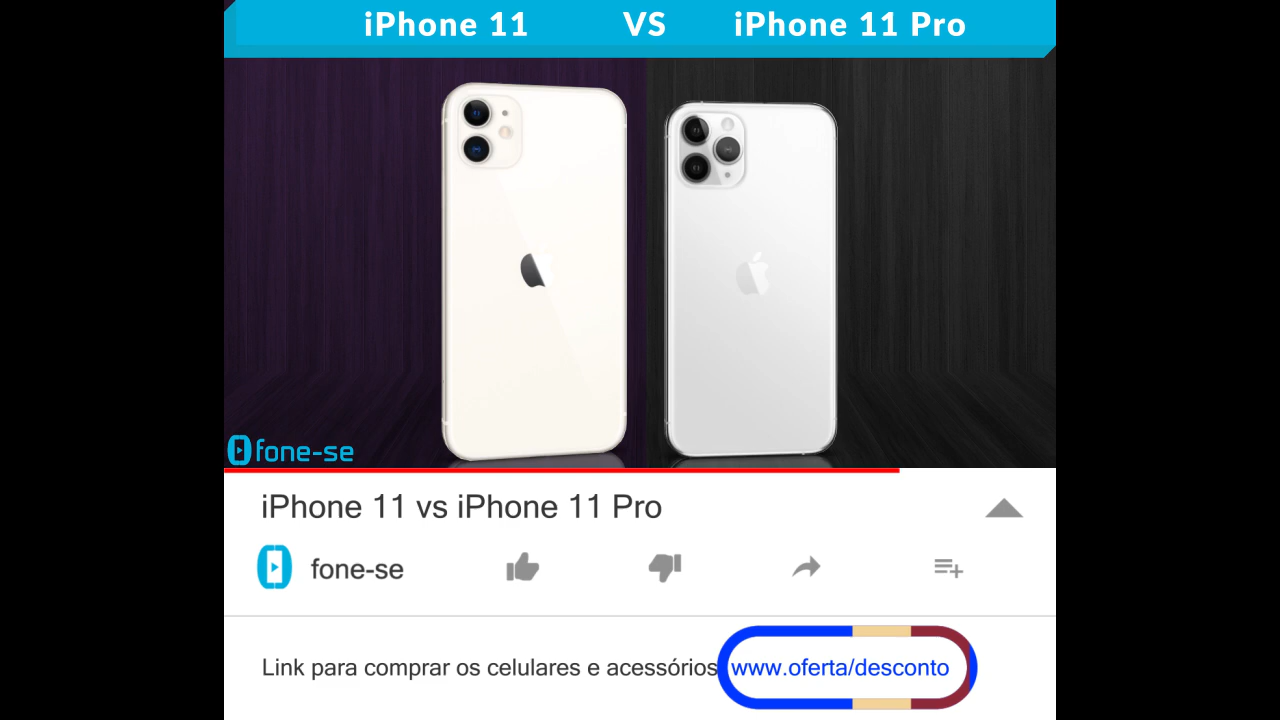 iPhone 11 VS iPhone 11 Pro
fone-se
iPhone 11 vs iPhone 11 Pro
fone-se
Link para comprar os celulares e acessórios www.oferta/desconto